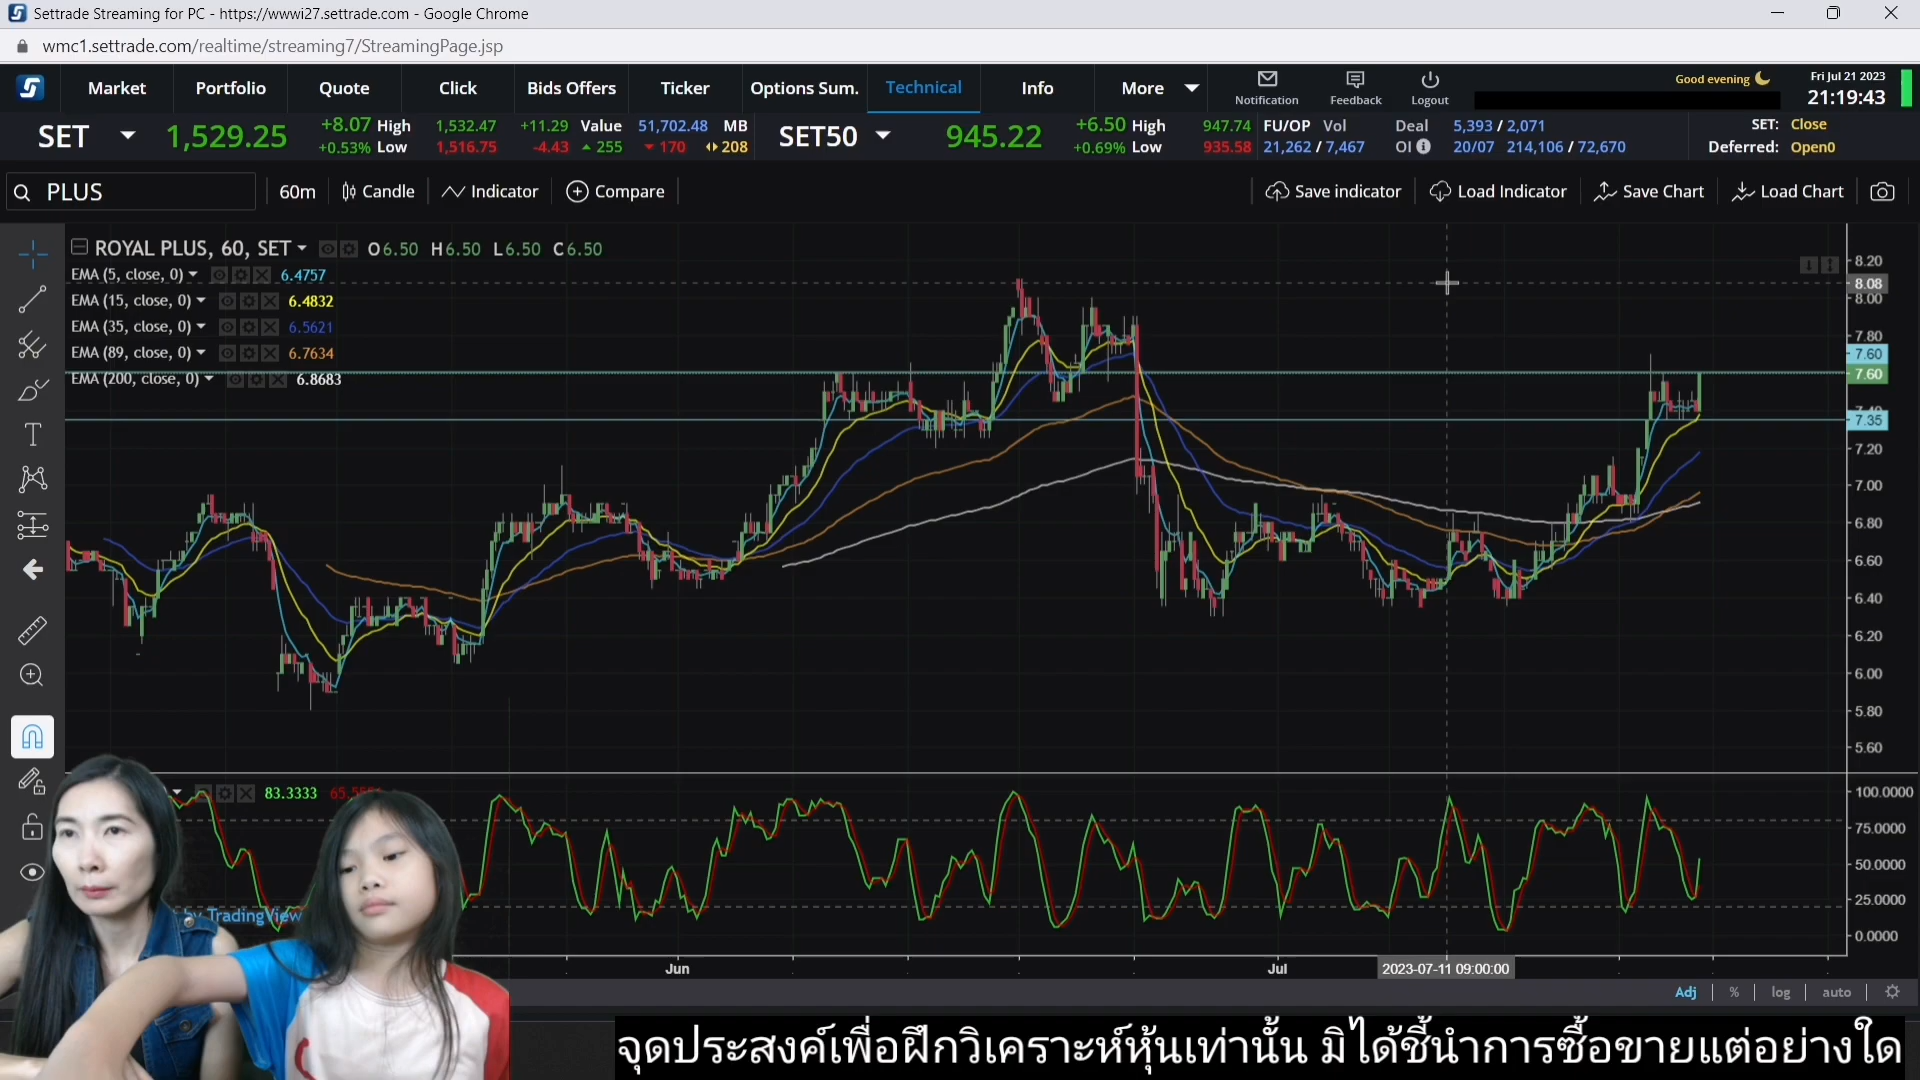 Settrade Streaming for PC - https://wwwi27.settrade.com - Google Chrome
wmc1.settrade.com/realtime/streaming7/StreamingPage.jsp
Market Portfolio Quote Click Bids Offers Ticker Options Sum. Technical Info More Notification Feedback Logout Good evening Fri Jul 21 2023 21:19:43
SET 1,529.25 +8.07 High 1,532.47 +11.29 Value 51,702.48 MB SET50 945.22 +6.50 High 947.74 FU/OP Vol Deal 5,393 / 2,071 SET: Close
+0.53% Low 1,516.75 -4.43 255 170 208 +0.69% Low 935.58 21,262 / 7,467 OI 20/07 214,106 / 72,670 Deferred: Open0
PLUS 60m Candle Indicator Compare Save indicator Load Indicator Save Chart Load Chart
ROYAL PLUS, 60, SET O6.50 H6.50 L6.50 C6.50
EMA (5, close, 0) 6.4757
EMA (15, close, 0) 6.4832
EMA (35, close, 0) 6.5621
EMA (89, close, 0) 6.7634
EMA (200, close, 0) 6.8683
8.20
8.08
8.00
7.80
7.60
7.60
7.35
7.20
7.00
6.80
6.60
6.40
6.20
6.00
5.80
5.60
83.3333
100.0000
75.0000
50.0000
25.0000
0.0000
by TradingView
Jun Jul 2023-07-11 09:00:00
Adj % log auto
จุดประสงค์เพื่อฝึกวิเคราะห์หุ้นเท่านั้น มิได้ชี้นำการซื้อขายแต่อย่างใด